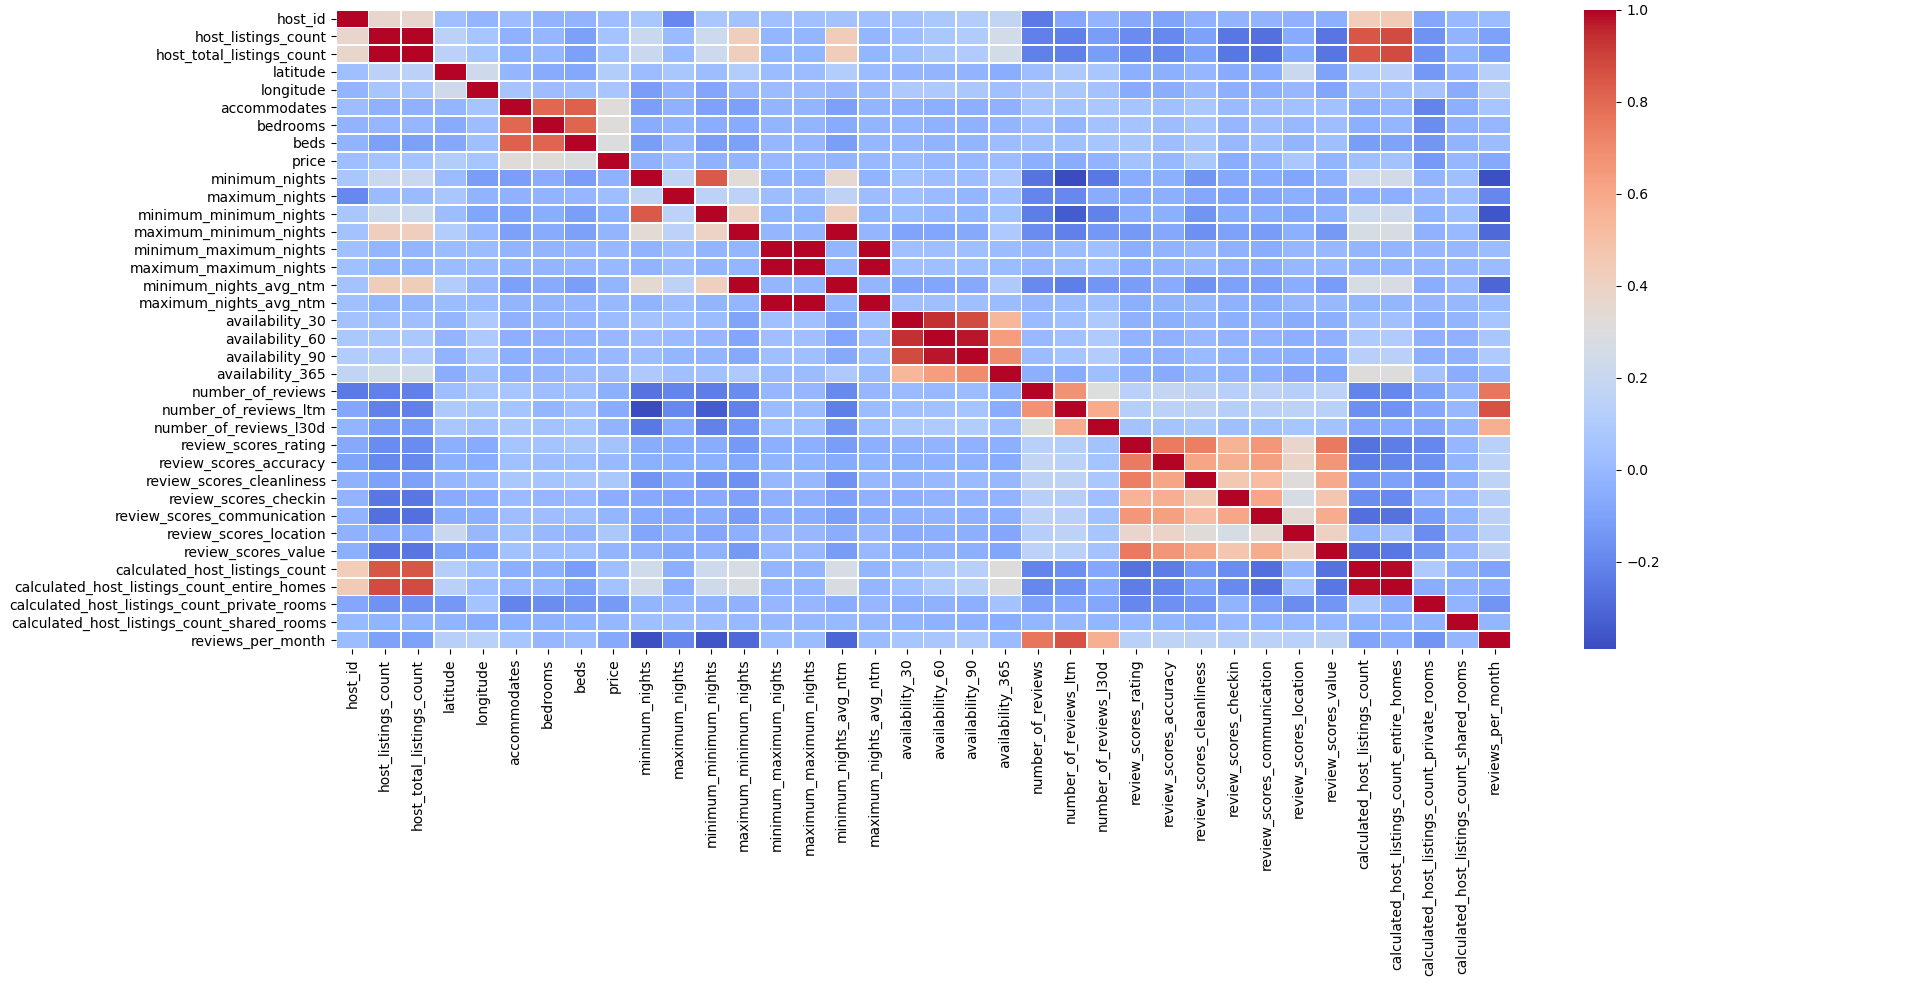 host_id
host_listings_count
host_total_listings_count
latitude
longitude
accommodates
bedrooms
beds
price
minimum_nights
maximum_nights
minimum_minimum_nights
maximum_minimum_nights
minimum_maximum_nights
maximum_maximum_nights
minimum_nights_avg_ntm
maximum_nights_avg_ntm
availability_30
availability_60
availability_90
availability_365
number_of_reviews
number_of_reviews_ltm
number_of_reviews_l30d
review_scores_rating
review_scores_accuracy
review_scores_cleanliness
review_scores_checkin
review_scores_communication
review_scores_location
review_scores_value
calculated_host_listings_count
calculated_host_listings_count_entire_homes
calculated_host_listings_count_private_rooms
calculated_host_listings_count_shared_rooms
reviews_per_month
host_id
host_listings_count
host_total_listings_count
latitude
longitude
accommodates
bedrooms
beds
price
minimum_nights
maximum_nights
minimum_minimum_nights
maximum_minimum_nights
minimum_maximum_nights
maximum_maximum_nights
minimum_nights_avg_ntm
maximum_nights_avg_ntm
availability_30
availability_60
availability_90
availability_365
number_of_reviews
number_of_reviews_ltm
number_of_reviews_l30d
review_scores_rating
review_scores_accuracy
review_scores_cleanliness
review_scores_checkin
review_scores_communication
review_scores_location
review_scores_value
calculated_host_listings_count
calculated_host_listings_count_entire_homes
calculated_host_listings_count_private_rooms
calculated_host_listings_count_shared_rooms
reviews_per_month
1.0
0.8
0.6
0.4
0.2
0.0
−0.2